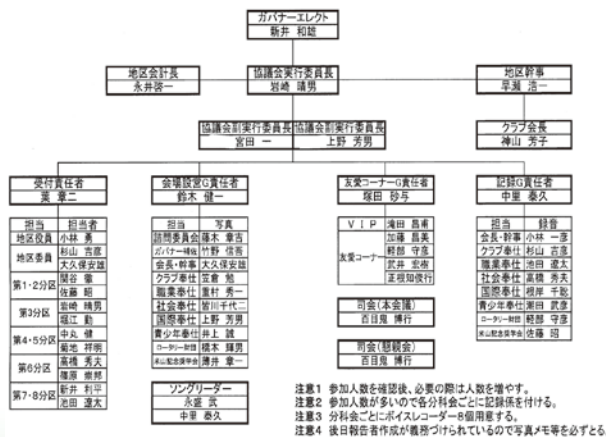 ガバナーエレクト
新井 和雄
地区会計長
永井啓一
協議会実行委員長
岩崎 晴男
地区幹事
早瀬 浩一
協議会副実行委員長 協議会副実行委員長
宮田 一 上野 芳男
クラブ会長
神山 芳子
受付責任者
葉 章二
担当 担当者
地区役員 小林 勇
地区委員 杉山 吉彦
大久保安雄
第1・2分区 関谷 徹
佐藤 昭
第3分区 岩崎 晴男
堀江 勤
第4・5分区 中丸 健
菊地 祥明
第6分区 高橋 秀夫
篠原 崇邦
第7・8分区 新井 利平
池田 遼太
会場設営G責任者
鈴木 健一
担当 写真
諮問委員会 藤木 章吉
ガバナー補佐 竹野 信吾
会長・幹事 大久保安雄
クラブ奉仕 笠倉 勉
職業奉仕 重村 秀一
社会奉仕 皆川千代二
国際奉仕 上野 芳男
青少年奉仕 井上 誠
ロータリー財団 橋本 輝男
米山記念奨学会 薄井 章一
ソングリーダー
永盛 武
中里 泰久
友愛コーナーG責任者
塚田 砂与
VIP 滝田 昌甫
友愛コーナー 加藤 昌美
軽部 守彦
武井 宏樹
正根知俊行
司会(本会議)
百目鬼 博行
司会(懇親会)
百目鬼 博行
記録G責任者
中里 泰久
担当 録音
会長・幹事 小林 一彦
クラブ奉仕 杉山 吉彦
職業奉仕 池田 遼太
社会奉仕 高橋 秀夫
国際奉仕 根岸 千聡
青少年奉仕 瀬田 武彦
ロータリー財団 軽部 守彦
米山記念奨学会 佐藤 昭
注意1 参加人数を確認後、必要の際は人数を増やす。
注意2 参加人数が多いので各分科会ごとに記録係を付ける。
注意3 分科会ごとにボイスレコーダー8個用意する。
注意4 後日報告者作成が義務づけられているので写真メモ等を必ずとる